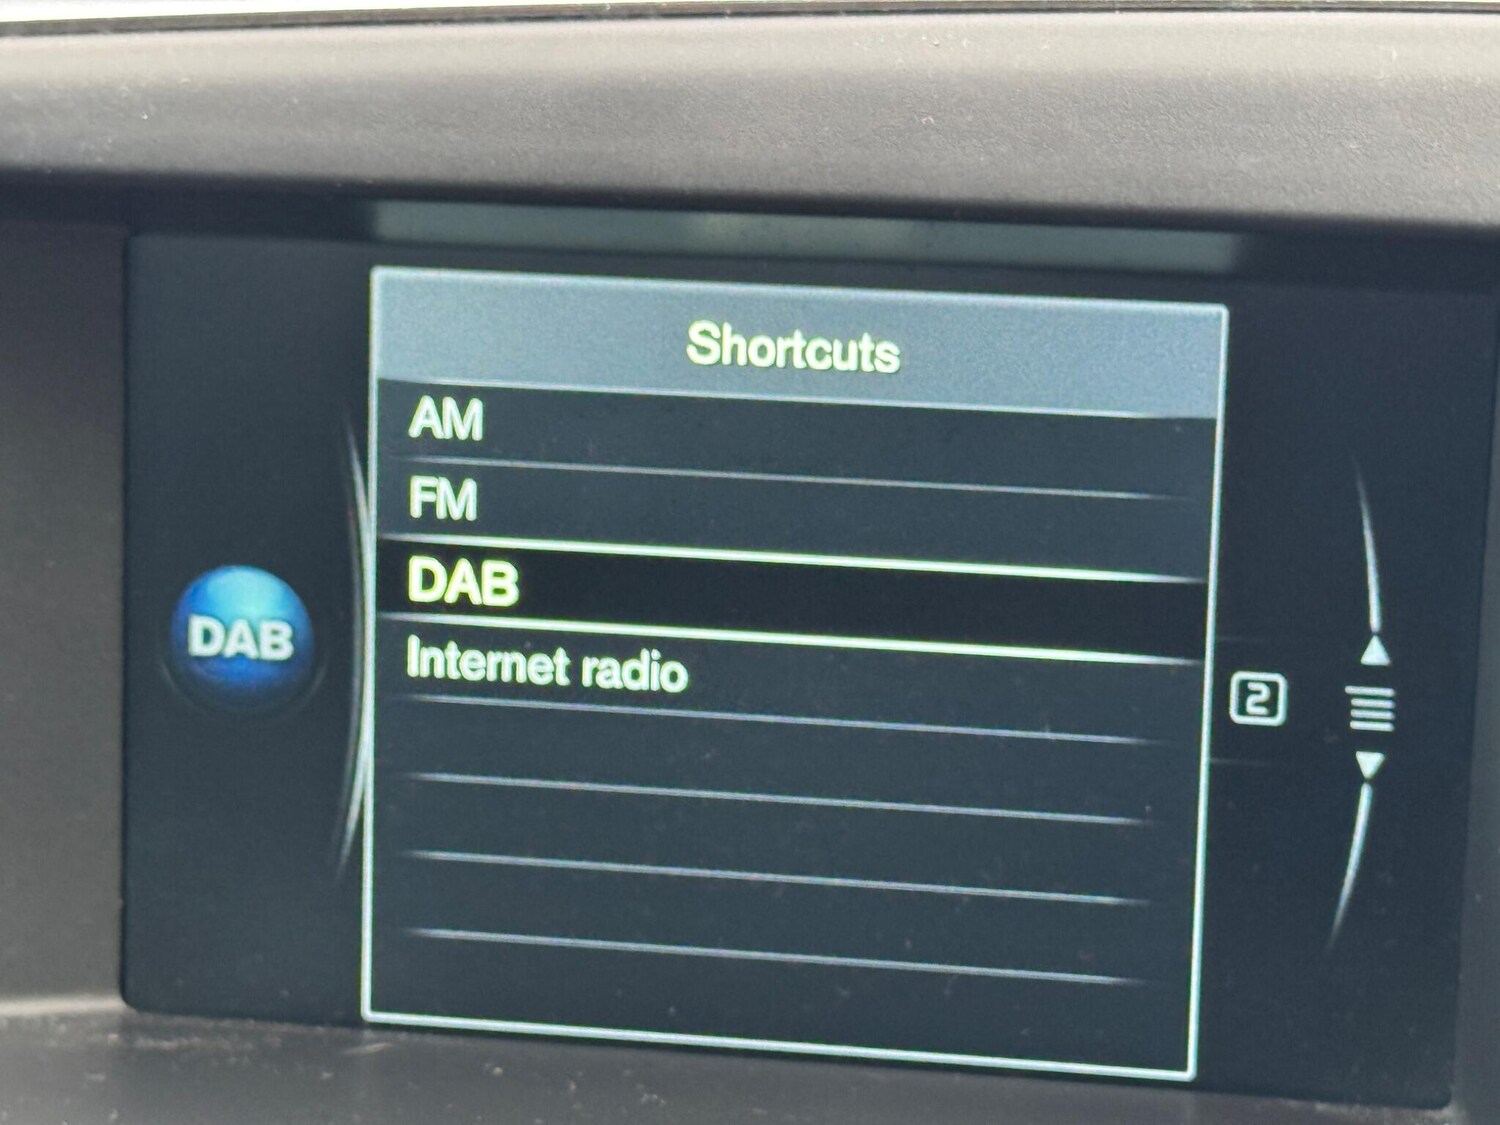 Shortcuts
AM
FM
DAB
Internet radio
DAB
2